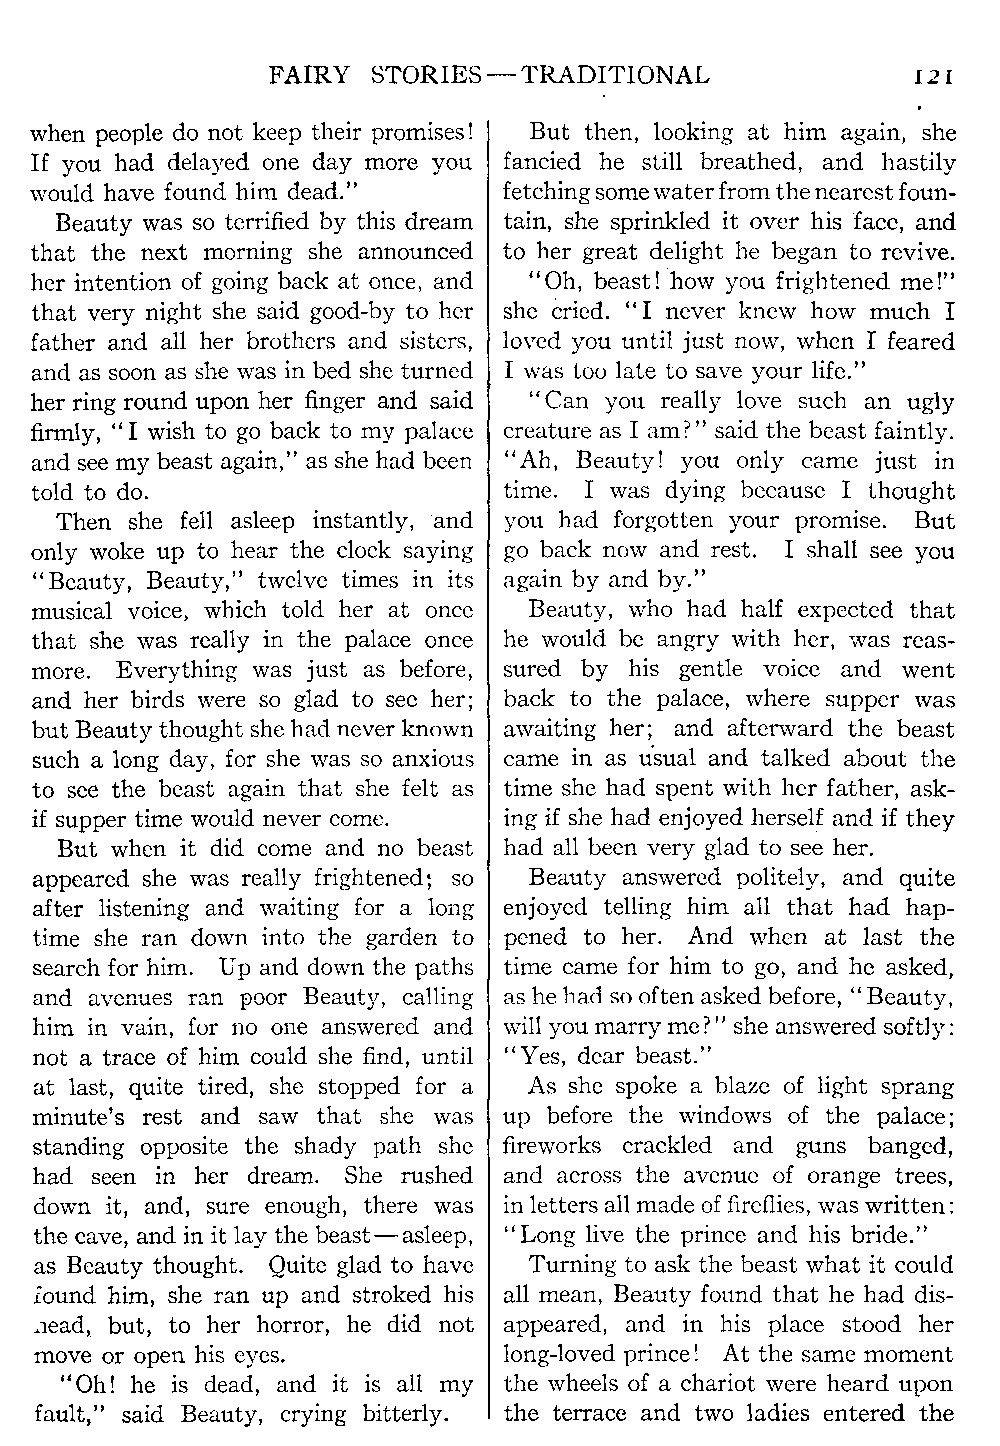 FAIRY STORIES—TRADITIONAL 121
when people do not keep their promises!
If you had delayed one day more you
would have found him dead."
Beauty was so terrified by this dream
that the next morning she announced
her intention of going back at once, and
that very night she said good-by to her
father and all her brothers and sisters,
and as soon as she was in bed she turned
her ring round upon her finger and said
firmly, "I wish to go back to my palace
and see my beast again," as she had been
told to do.
Then she fell asleep instantly, and
only woke up to hear the clock saying
"Beauty, Beauty," twelve times in its
musical voice, which told her at once
that she was really in the palace once
more. Everything was just as before,
and her birds were so glad to see her;
but Beauty thought she had never known
such a long day, for she was so anxious
to see the beast again that she felt as
if supper time would never come.
But when it did come and no beast
appeared she was really frightened; so
after listening and waiting for a long
time she ran down into the garden to
search for him. Up and down the paths
and avenues ran poor Beauty, calling
him in vain, for no one answered and
not a trace of him could she find, until
at last, quite tired, she stopped for a
minute's rest and saw that she was
standing opposite the shady path she
had seen in her dream. She rushed
down it, and, sure enough, there was
the cave, and in it lay the beast—asleep,
as Beauty thought. Quite glad to have
found him, she ran up and stroked his
head, but, to her horror, he did not
move or open his eyes.
"Oh! he is dead, and it is all my
fault," said Beauty, crying bitterly.
But then, looking at him again, she
fancied he still breathed, and hastily
fetching some water from the nearest foun-
tain, she sprinkled it over his face, and
to her great delight he began to revive.
"Oh, beast! how you frightened me!"
she cried. "I never knew how much I
loved you until just now, when I feared
I was too late to save your life."
"Can you really love such an ugly
creature as I am?" said the beast faintly.
"Ah, Beauty! you only came just in
time. I was dying because I thought
you had forgotten your promise. But
go back now and rest. I shall see you
again by and by."
Beauty, who had half expected that
he would be angry with her, was reas-
sured by his gentle voice and went
back to the palace, where supper was
awaiting her; and afterward the beast
came in as usual and talked about the
time she had spent with her father, ask-
ing if she had enjoyed herself and if they
had all been very glad to see her.
Beauty answered politely, and quite
enjoyed telling him all that had hap-
pened to her. And when at last the
time came for him to go, and he asked,
as he had so often asked before, "Beauty,
will you marry me?" she answered softly:
"Yes, dear beast."
As she spoke a blaze of light sprang
up before the windows of the palace;
fireworks crackled and guns banged,
and across the avenue of orange trees,
in letters all made of fireflies, was written:
"Long live the prince and his bride."
Turning to ask the beast what it could
all mean, Beauty found that he had dis-
appeared, and in his place stood her
long-loved prince! At the same moment
the wheels of a chariot were heard upon
the terrace and two ladies entered the